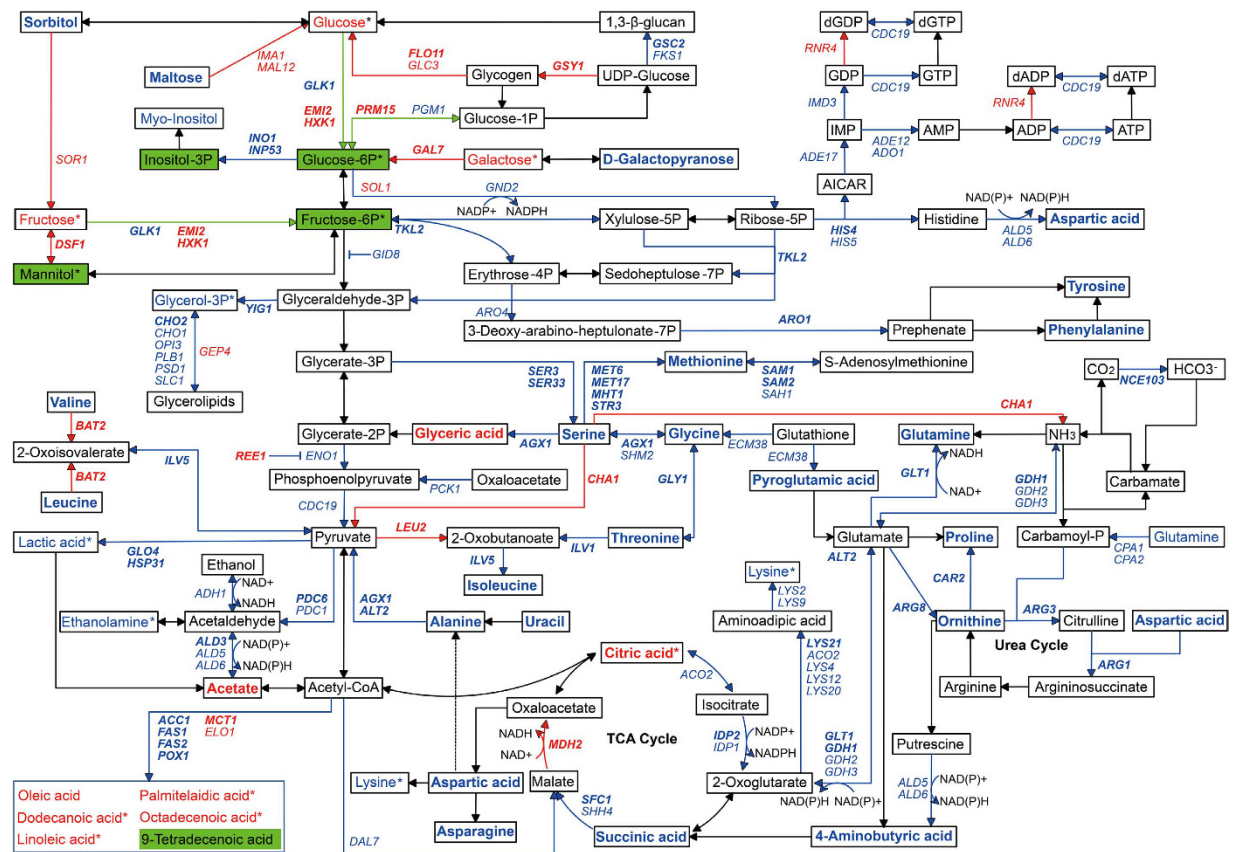 Sorbitol
Glucose*
1,3-β-glucan
dGDP
CDC19
dGTP
IMA1
MAL12
FLO11
GLC3
GSC2
FKS1
RNR4
Maltose
GLK1
Glycogen
GSY1
UDP-Glucose
GDP
CDC19
GTP
dADP
CDC19
dATP
EMI2
HXK1
PRM15
PGM1
Glucose-1P
IMD3
RNR4
Myo-Inositol
INO1
INP53
IMP
ADE12
ADO1
AMP
ADP
CDC19
ATP
Inositol-3P
Glucose-6P*
GAL7
Galactose*
D-Galactopyranose
ADE17
SOR1
SOL1
GND2
AICAR
NADP+
NADPH
NAD(P)+
NAD(P)H
Fructose*
GLK1
EMI2
HXK1
Fructose-6P*
TKL2
Xylulose-5P
Ribose-5P
HIS4
HIS5
Histidine
ALD5
ALD6
Aspartic acid
DSF1
GID8
TKL2
Mannitol*
Erythrose-4P
Sedoheptulose-7P
Glycerol-3P*
YIG1
Glyceraldehyde-3P
Tyrosine
CHO2
CHO1
OPI3
PLB1
PSD1
SLC1
GEP4
ARO4
3-Deoxy-arabino-heptulonate-7P
ARO1
Prephenate
Phenylalanine
Glycerate-3P
SER3
SER33
MET6
MET17
MHT1
STR3
Methionine
SAM1
SAM2
SAH1
S-Adenosylmethionine
CO2
NCE103
HCO3-
Glycerolipids
Valine
BAT2
CHA1
2-Oxoisovalerate
ILV5
Glycerate-2P
Glyceric acid
AGX1
Serine
AGX1
SHM2
Glycine
ECM38
Glutathione
Glutamine
NH3
NADH
REE1
ENO1
ECM38
BAT2
Phosphoenolpyruvate
PCK1
Oxaloacetate
CHA1
GLY1
Pyroglutamic acid
GLT1
NAD+
GDH1
GDH2
GDH3
Carbamate
Leucine
CDC19
Lactic acid*
GLO4
HSP31
Pyruvate
LEU2
2-Oxobutanoate
ILV1
Threonine
Glutamate
ALT2
Proline
Carbamoyl-P
CPA1
CPA2
Glutamine
Ethanol
ILV5
ADH1
NAD+
NADH
PDC6
PDC1
AGX1
ALT2
Isoleucine
Lysine*
LYS2
LYS9
CAR2
Ethanolamine*
Acetaldehyde
Alanine
Uracil
Aminoadipic acid
ARG8
Ornithine
ARG3
Citrulline
Aspartic acid
ALD3
ALD5
ALD6
NAD(P)+
NAD(P)H
Urea Cycle
ARG1
LYS21
ACO2
LYS4
LYS12
LYS20
Citric acid*
ACO2
Acetate
Acetyl-CoA
Arginine
Argininosuccinate
Isocitrate
Oxaloacetate
ACC1
FAS1
FAS2
POX1
MCT1
ELO1
NADH
NAD+
MDH2
TCA Cycle
IDP2
IDP1
NADP+
NADPH
GLT1
GDH1
GDH2
GDH3
Putrescine
Lysine*
Aspartic acid
Malate
2-Oxoglutarate
NAD(P)H
NAD(P)+
ALD5
ALD6
NAD(P)+
NAD(P)H
Oleic acid
Palmitelaidic acid*
Dodecanoic acid*
Octadecenoic acid*
Linoleic acid*
9-Tetradecenoic acid
DAL7
Asparagine
SFC1
SHH4
Succinic acid
4-Aminobutyric acid